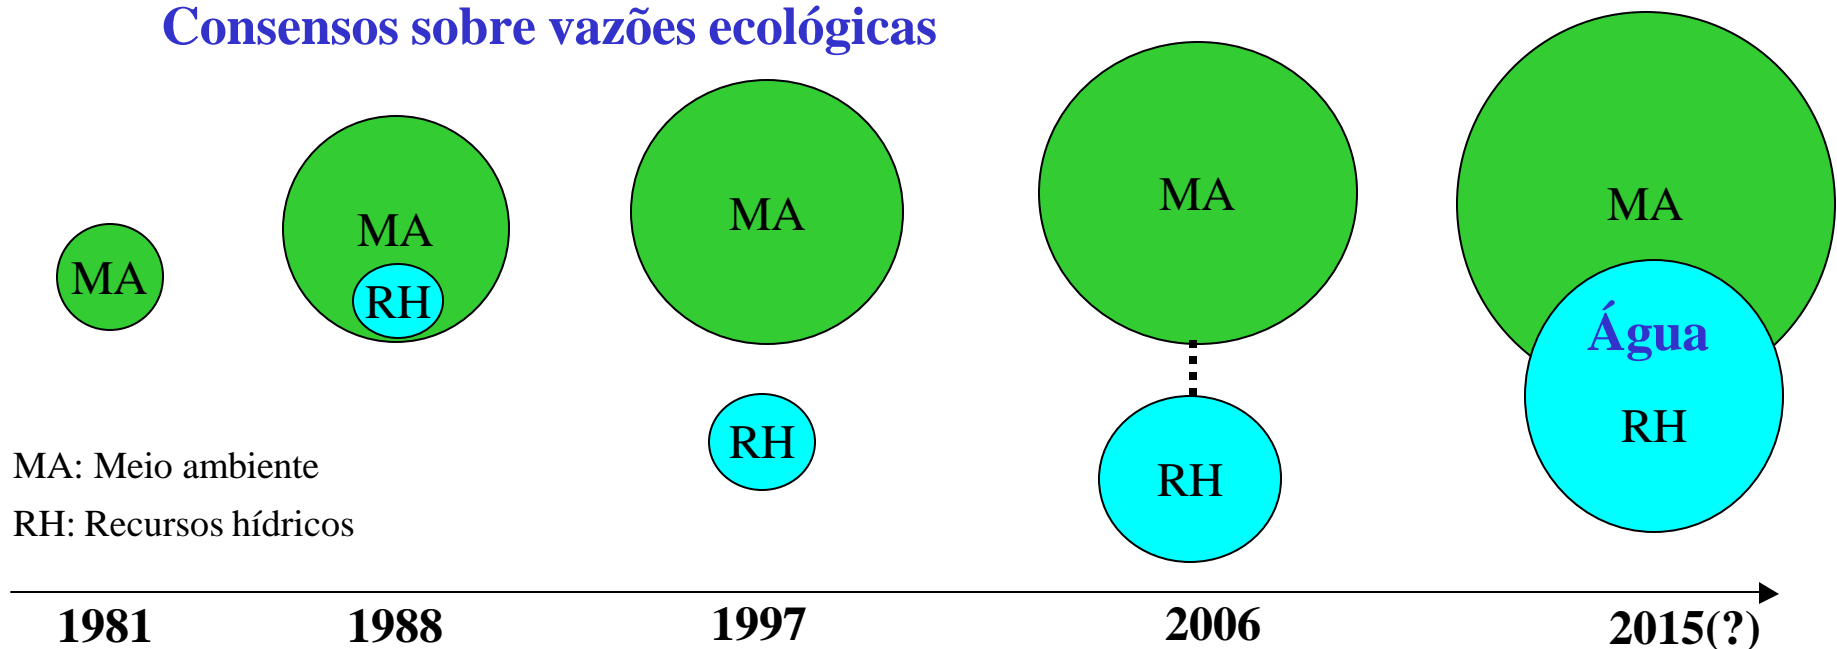 Consensos sobre vazões ecológicas
MA
MA
RH
MA
RH
MA
RH
MA
Água
RH
MA: Meio ambiente
RH: Recursos hídricos
1981
1988
1997
2006
2015(?)